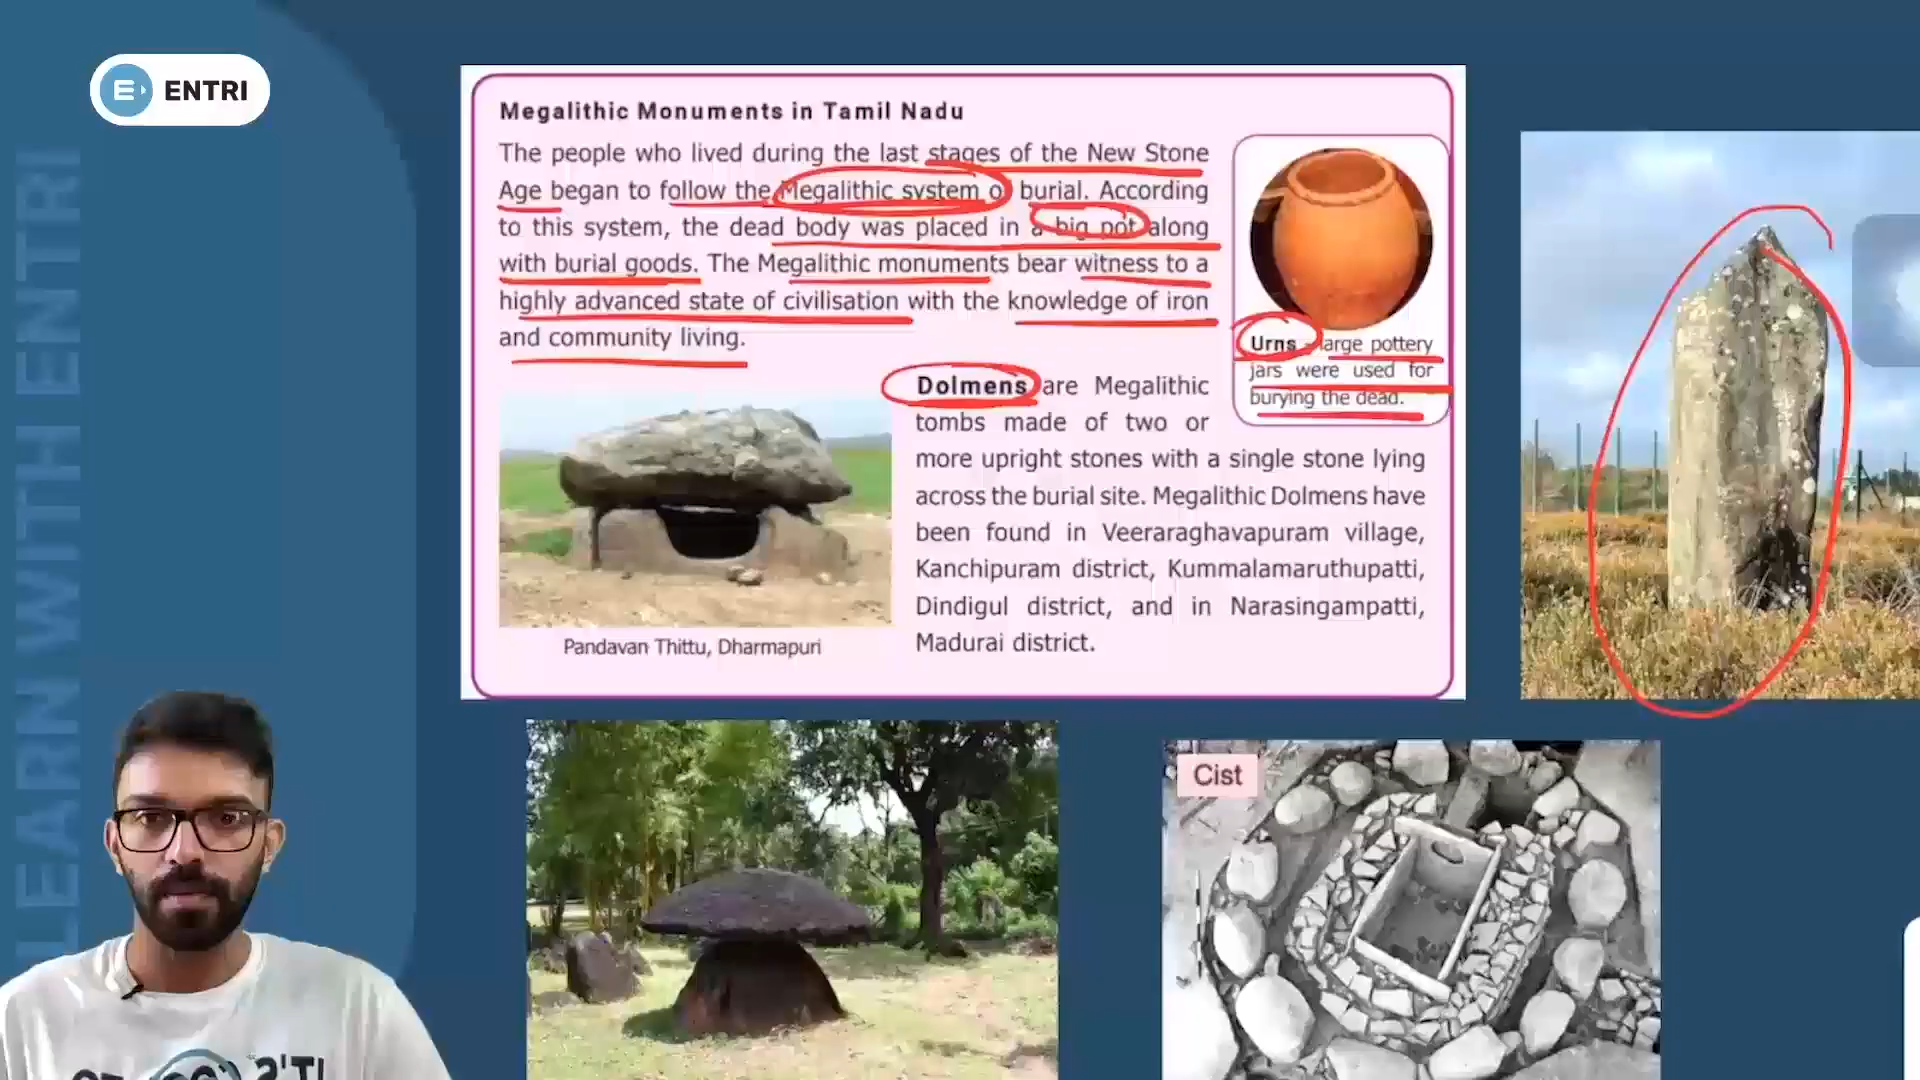 ENTRI
LEARN WITH ENTRI
Megalithic Monuments in Tamil Nadu
The people who lived during the last stages of the New Stone
Age began to follow the Megalithic system of burial. According
to this system, the dead body was placed in a big pot along
with burial goods. The Megalithic monuments bear witness to a
highly advanced state of civilisation with the knowledge of iron
and community living.
Urns - large pottery
jars were used for
burying the dead.
Dolmens are Megalithic
tombs made of two or
more upright stones with a single stone lying
across the burial site. Megalithic Dolmens have
been found in Veeraraghavapuram village,
Kanchipuram district, Kummalamaruthupatti,
Dindigul district, and in Narasingampatti,
Madurai district.
Pandavan Thittu, Dharmapuri
Cist